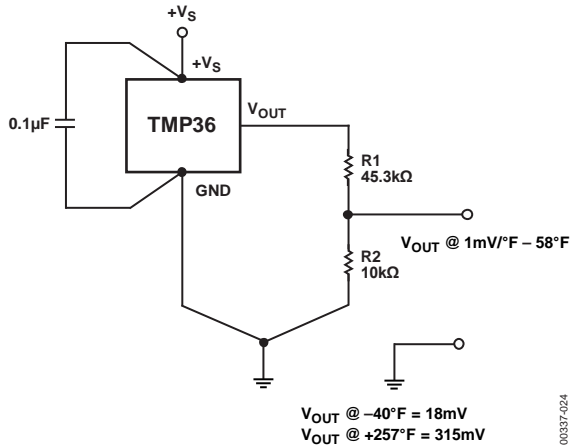 +VS
+VS
0.1µF
TMP36
VOUT
GND
R1
45.3kΩ
VOUT @ 1mV/°F – 58°F
R2
10kΩ
VOUT @ –40°F = 18mV
VOUT @ +257°F = 315mV
00337-024